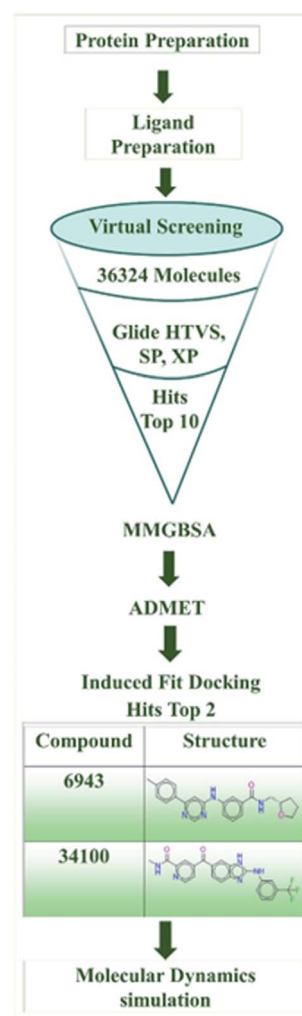 Protein Preparation
Ligand
Preparation
Virtual Screening
36324 Molecules
Glide HTVS,
SP, XP
Hits
Top 10
MMGBSA
ADMET
Induced Fit Docking
Hits Top 2
Compound Structure
6943
34100
Molecular Dynamics
simulation